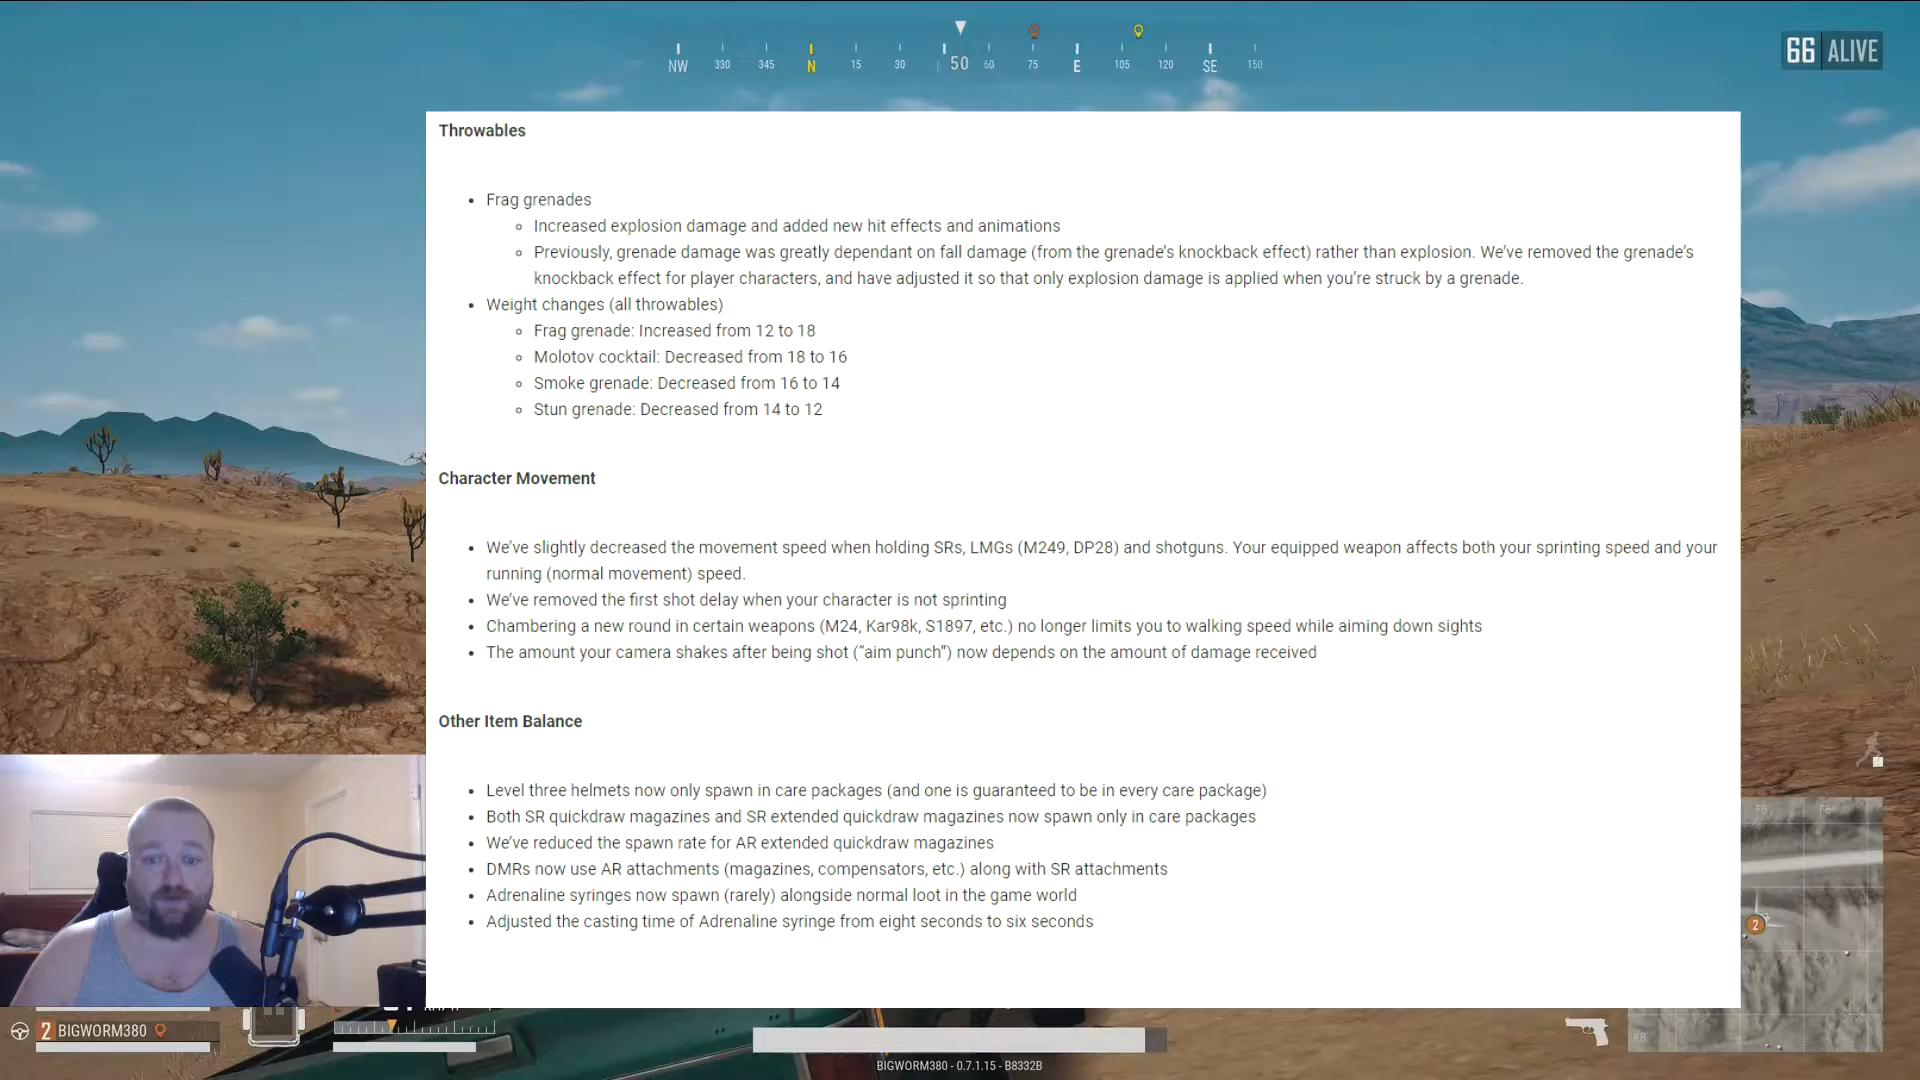 NW 330 345 N 15 30 50 60 75 E 105 120 SE 150
66 ALIVE
Throwables
• Frag grenades
◦ Increased explosion damage and added new hit effects and animations
◦ Previously, grenade damage was greatly dependant on fall damage (from the grenade’s knockback effect) rather than explosion. We’ve removed the grenade’s
knockback effect for player characters, and have adjusted it so that only explosion damage is applied when you’re struck by a grenade.
• Weight changes (all throwables)
◦ Frag grenade: Increased from 12 to 18
◦ Molotov cocktail: Decreased from 18 to 16
◦ Smoke grenade: Decreased from 16 to 14
◦ Stun grenade: Decreased from 14 to 12
Character Movement
• We’ve slightly decreased the movement speed when holding SRs, LMGs (M249, DP28) and shotguns. Your equipped weapon affects both your sprinting speed and your
running (normal movement) speed.
• We’ve removed the first shot delay when your character is not sprinting
• Chambering a new round in certain weapons (M24, Kar98k, S1897, etc.) no longer limits you to walking speed while aiming down sights
• The amount your camera shakes after being shot (“aim punch”) now depends on the amount of damage received
Other Item Balance
• Level three helmets now only spawn in care packages (and one is guaranteed to be in every care package)
• Both SR quickdraw magazines and SR extended quickdraw magazines now spawn only in care packages
• We’ve reduced the spawn rate for AR extended quickdraw magazines
• DMRs now use AR attachments (magazines, compensators, etc.) along with SR attachments
• Adrenaline syringes now spawn (rarely) alongside normal loot in the game world
• Adjusted the casting time of Adrenaline syringe from eight seconds to six seconds
2
2 BIGWORM380
K8
BIGWORM380 - 0.7.1.15 - B8332B